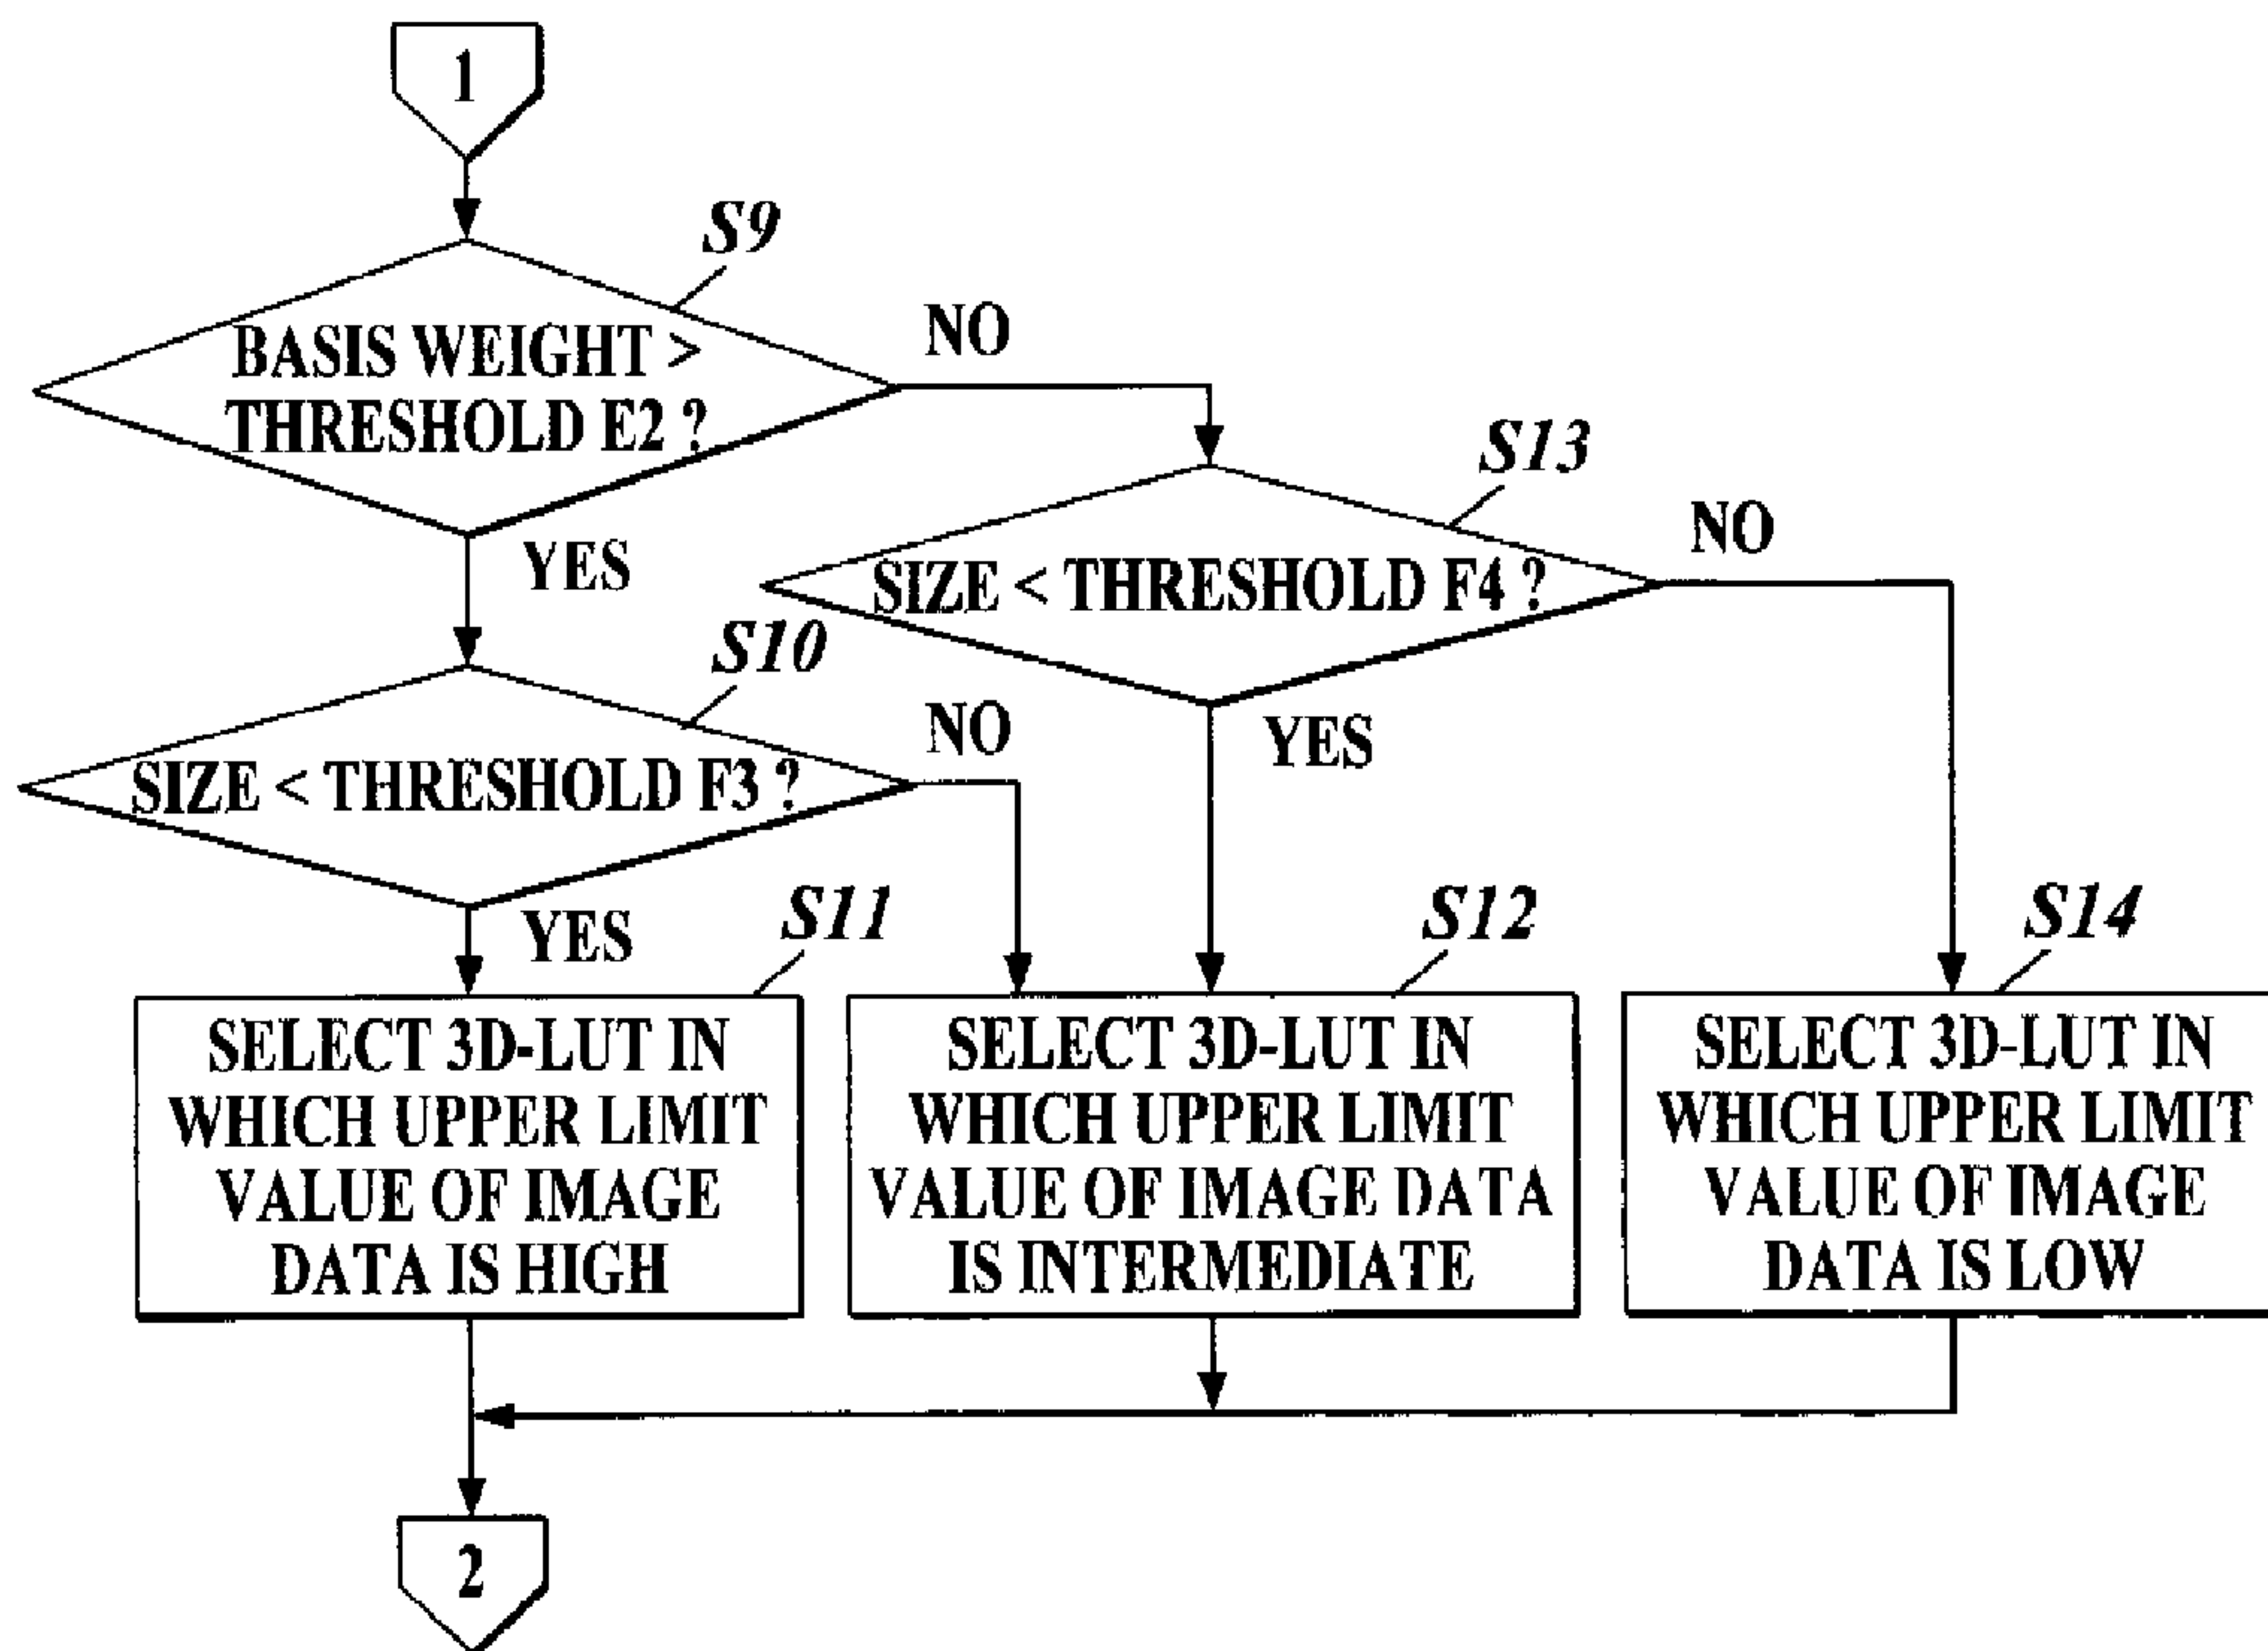 1
S9
BASIS WEIGHT >
THRESHOLD E2 ?
NO
YES
S13
SIZE < THRESHOLD F4 ?
NO
YES
S10
SIZE < THRESHOLD F3 ?
NO
YES
S11
SELECT 3D-LUT IN
WHICH UPPER LIMIT
VALUE OF IMAGE
DATA IS HIGH
S12
SELECT 3D-LUT IN
WHICH UPPER LIMIT
VALUE OF IMAGE DATA
IS INTERMEDIATE
S14
SELECT 3D-LUT IN
WHICH UPPER LIMIT
VALUE OF IMAGE
DATA IS LOW
2